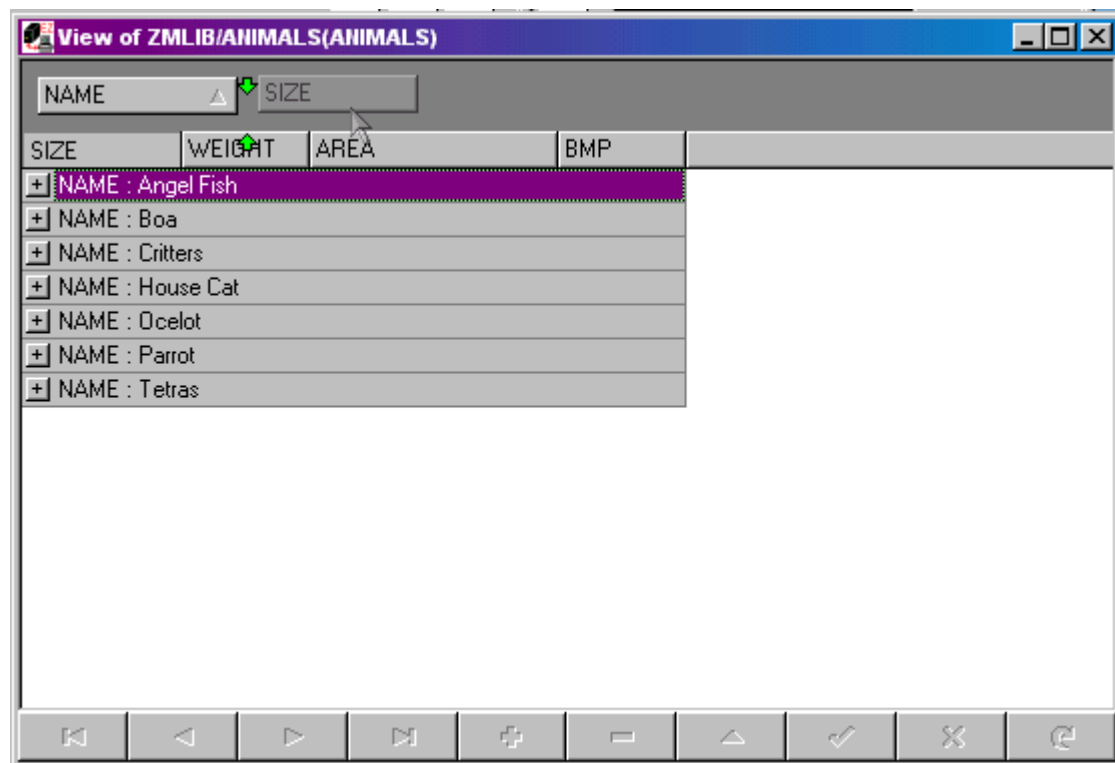 View of ZMLIB/ANIMALS(ANIMALS)
NAME SIZE
SIZE WEIGHT AREA BMP
NAME : Angel Fish
NAME : Boa
NAME : Critters
NAME : House Cat
NAME : Ocelot
NAME : Parrot
NAME : Tetras